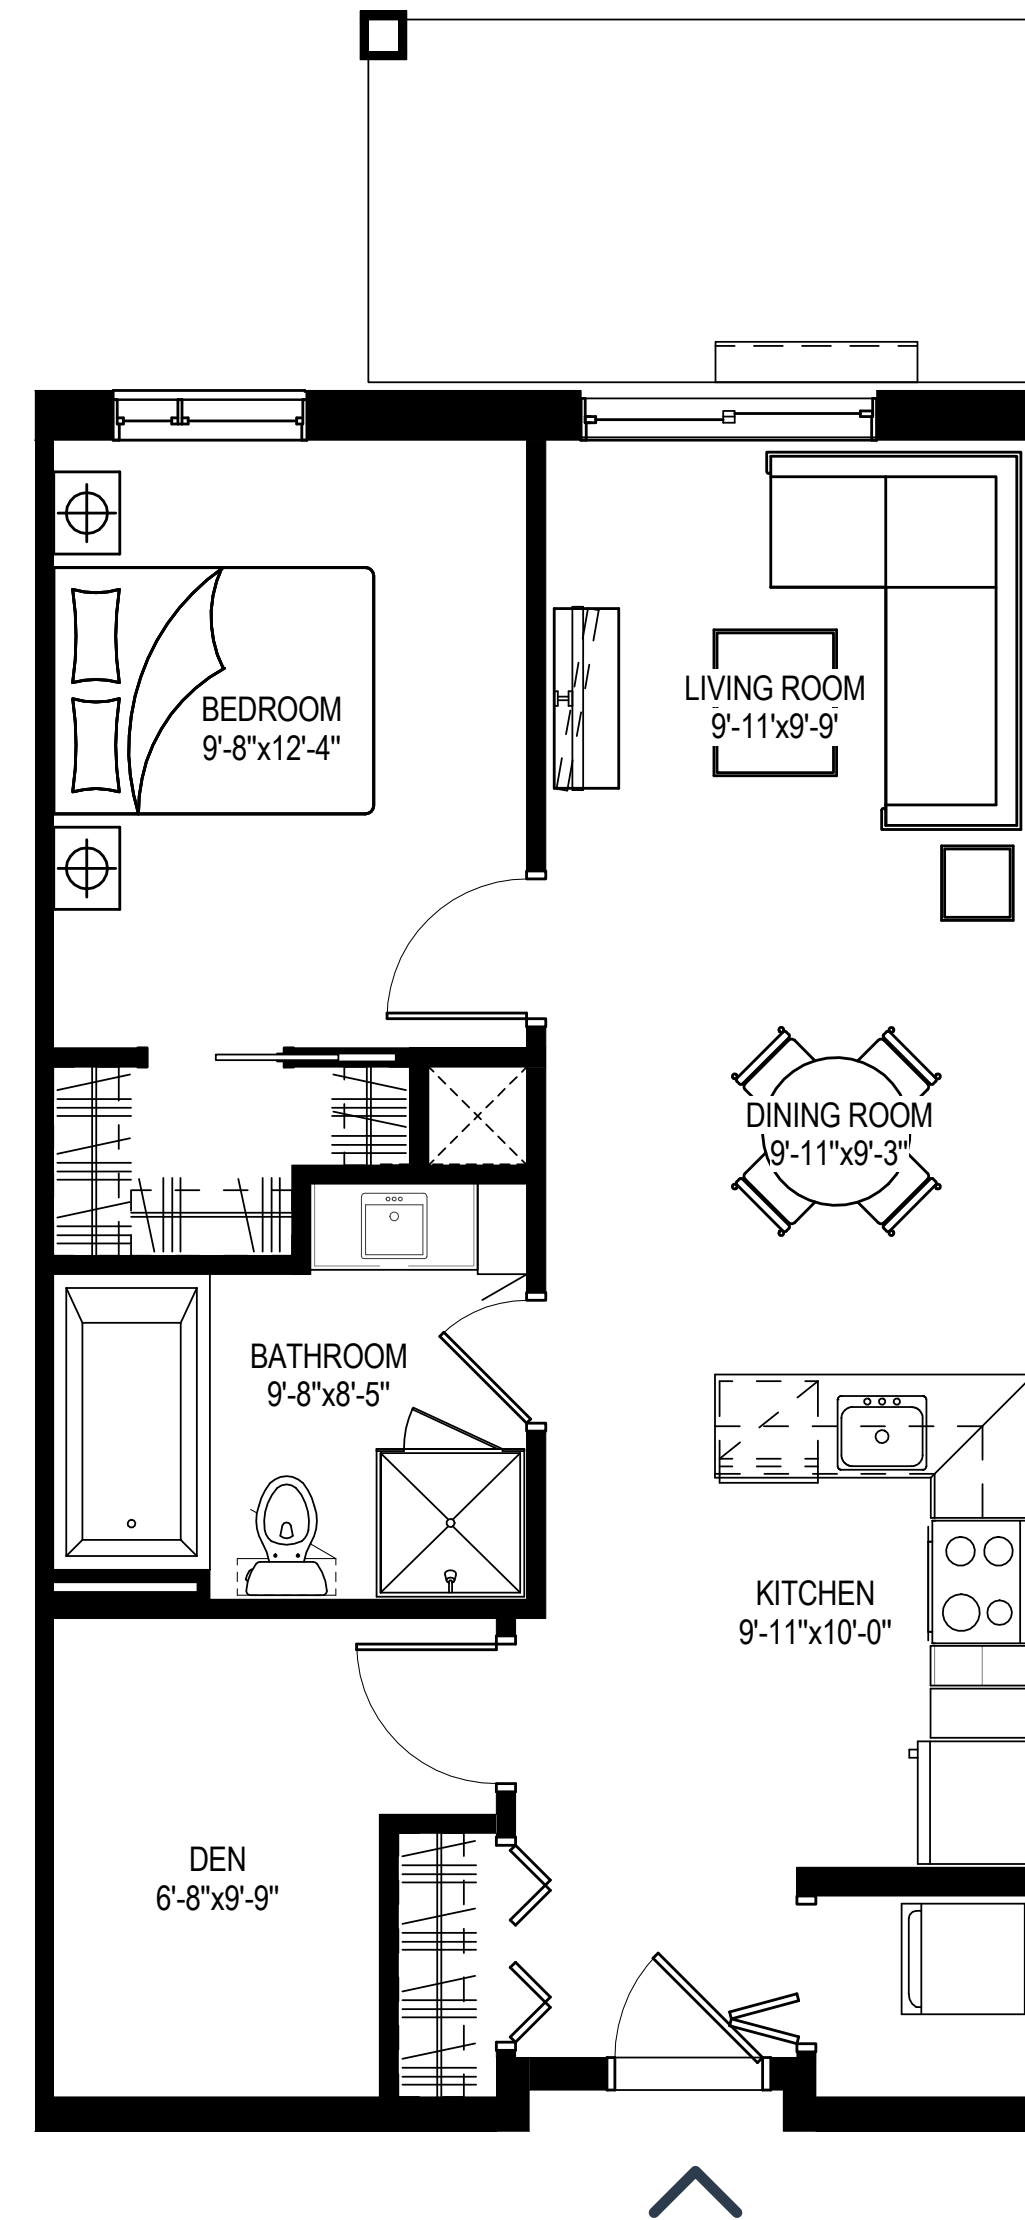 BEDROOM
9'-8"x12'-4"
LIVING ROOM
9'-11'x9'-9'
DINING ROOM
9'-11"x9'-3"
BATHROOM
9'-8"x8'-5"
KITCHEN
9'-11"x10'-0"
DEN
6'-8"x9'-9"